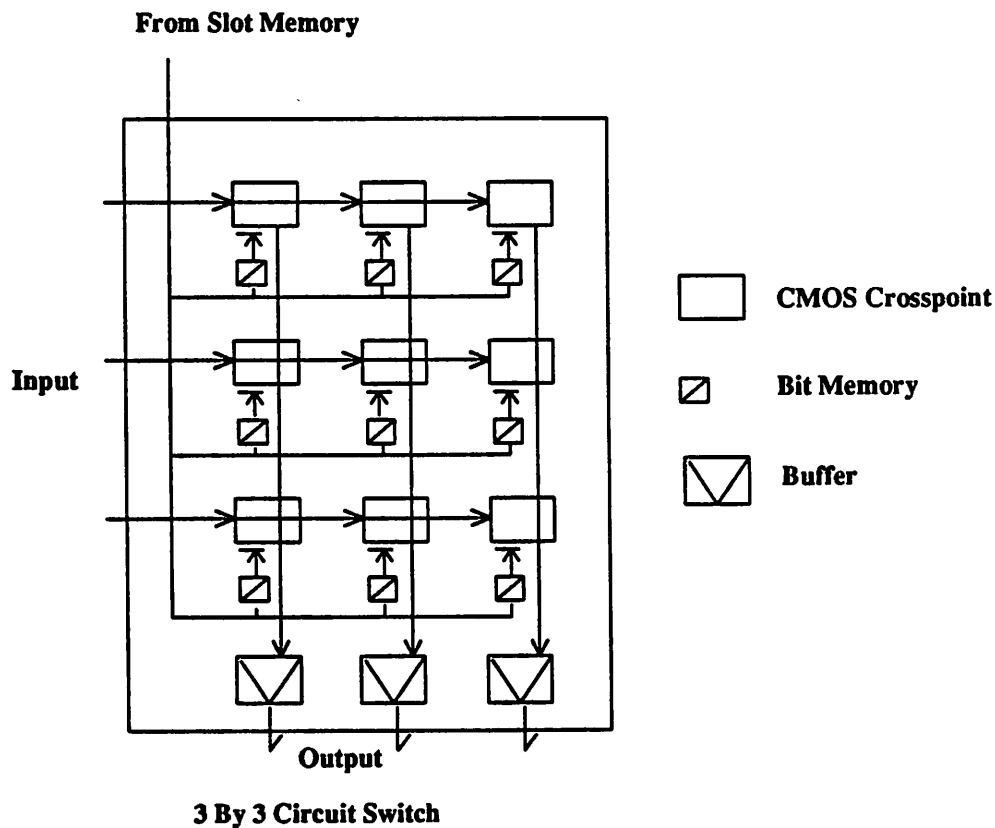 From Slot Memory
Input
CMOS Crosspoint
Bit Memory
Buffer
Output
3 By 3 Circuit Switch